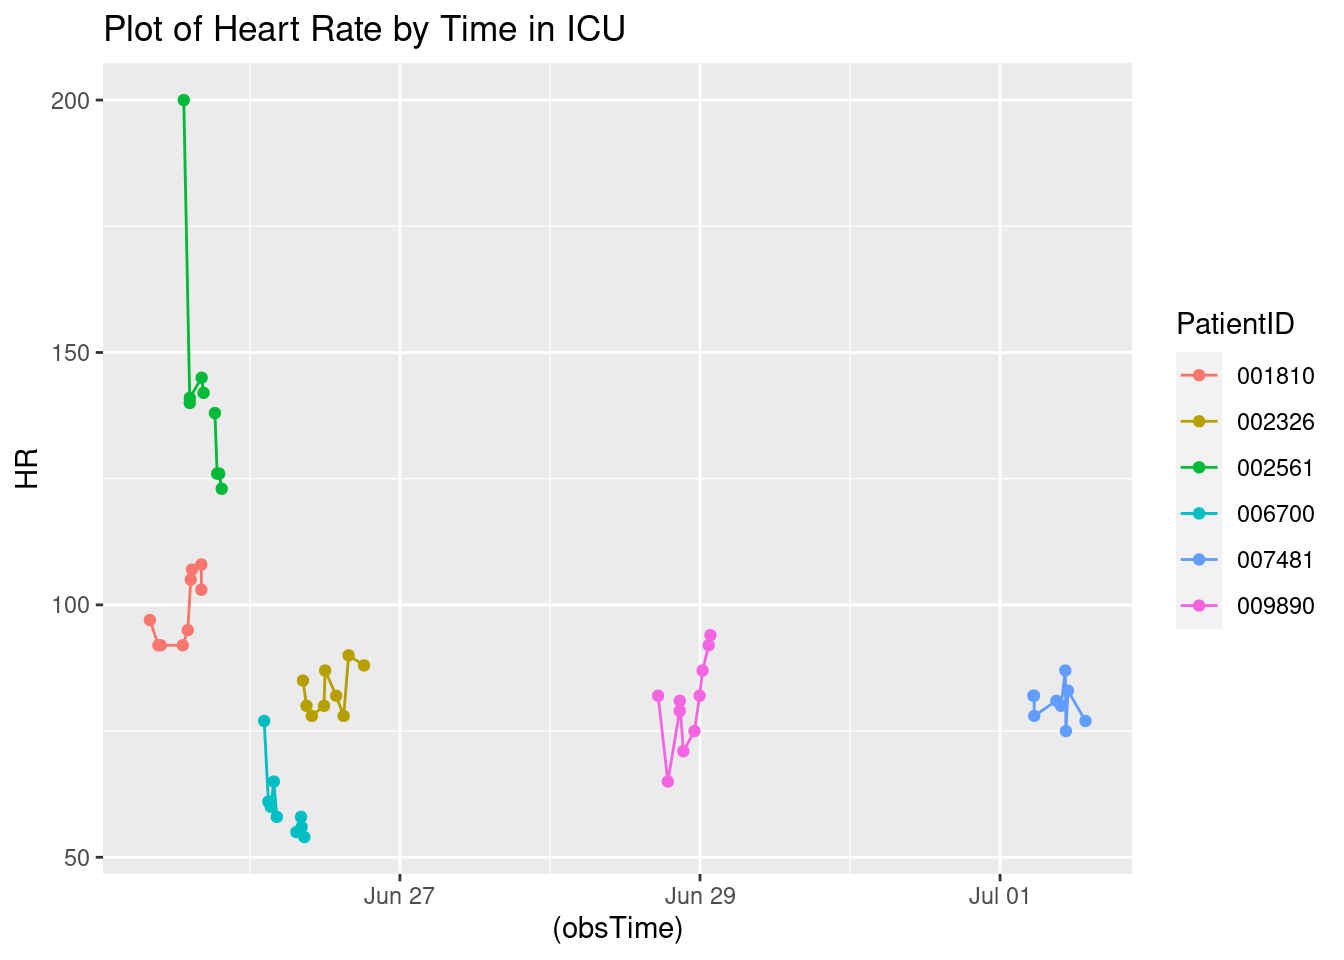 Plot of Heart Rate by Time in ICU
200
150
100
50
HR
Jun 27
Jun 29
Jul 01
(obsTime)
PatientID
001810
002326
002561
006700
007481
009890